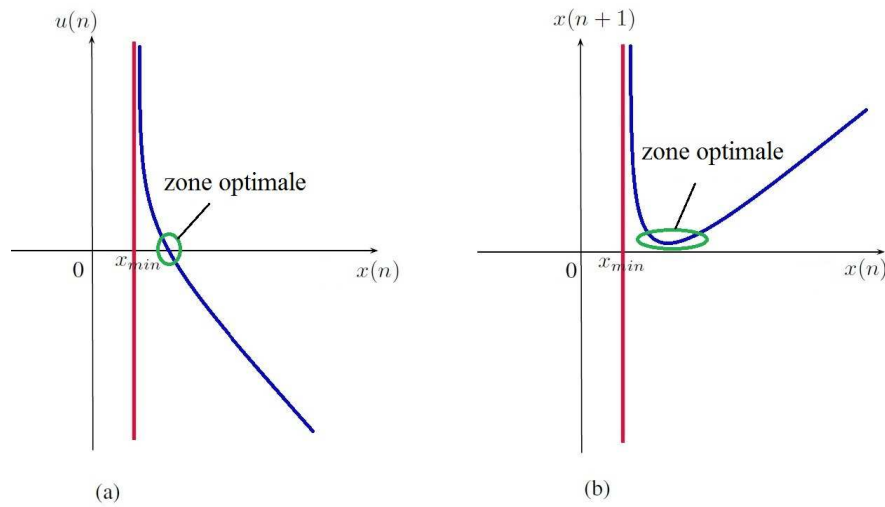 u(n)
zone optimale
0
x_min
x(n)
(a)
x(n + 1)
zone optimale
0
x_min
x(n)
(b)